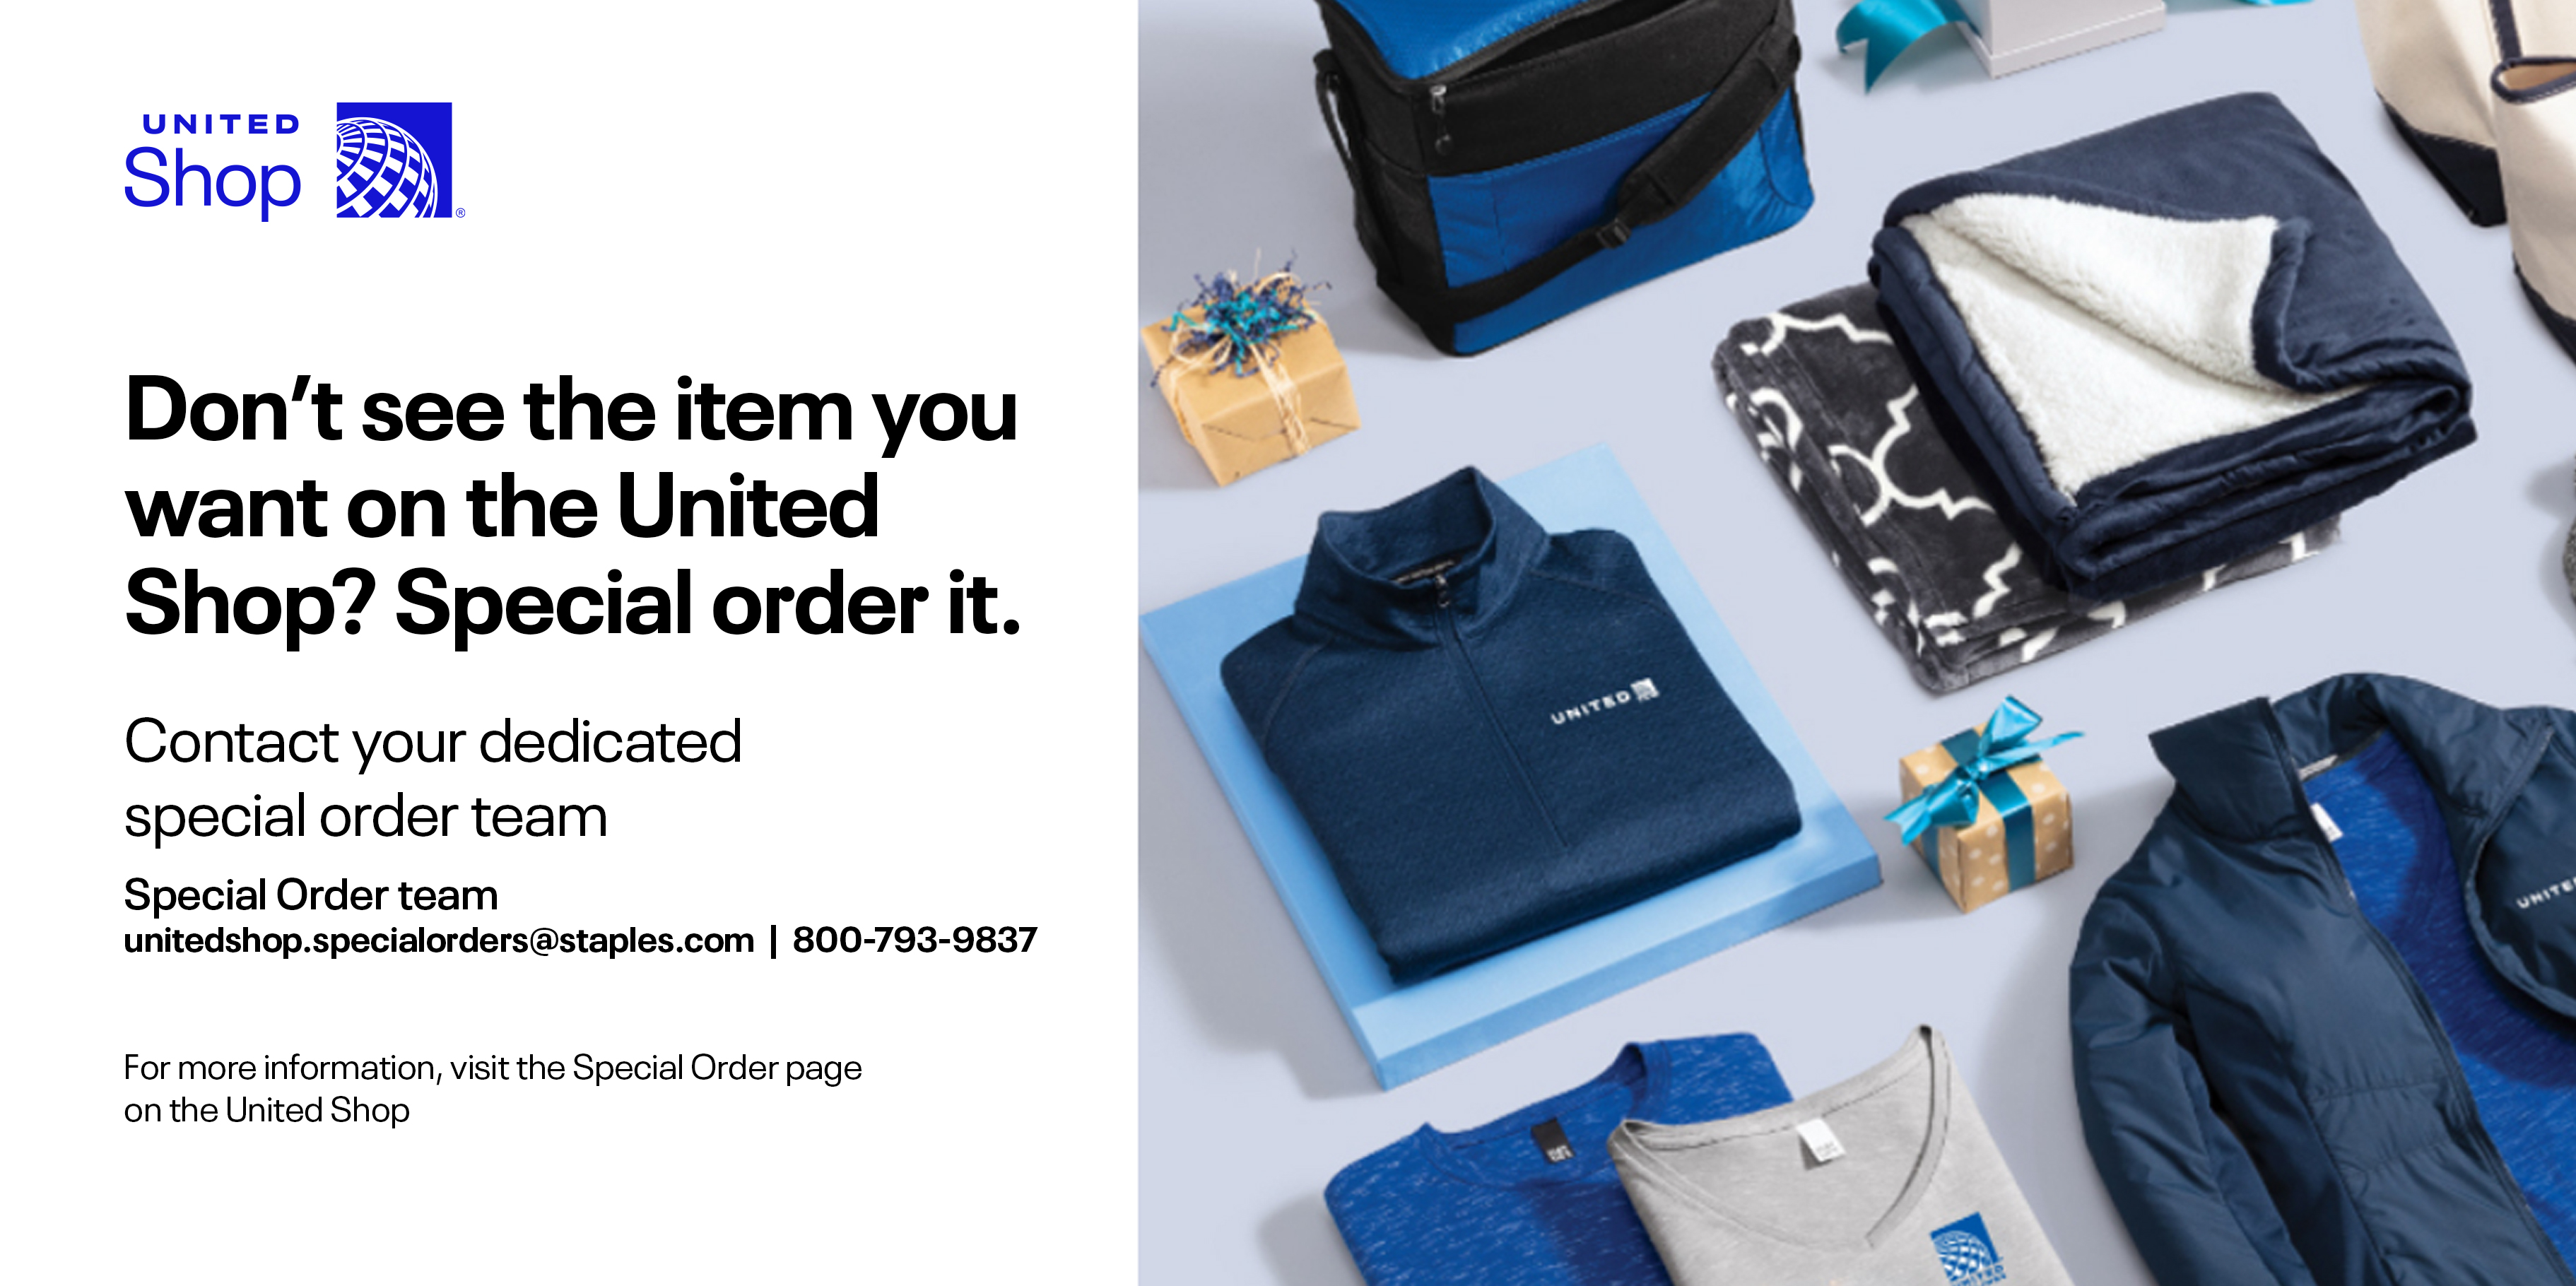 UNITED
Shop
®
Don’t see the item you
want on the United
Shop? Special order it.
Contact your dedicated
special order team
Special Order team
unitedshop.specialorders@staples.com | 800-793-9837
For more information, visit the Special Order page
on the United Shop
UNITED
UNITED
UNITED